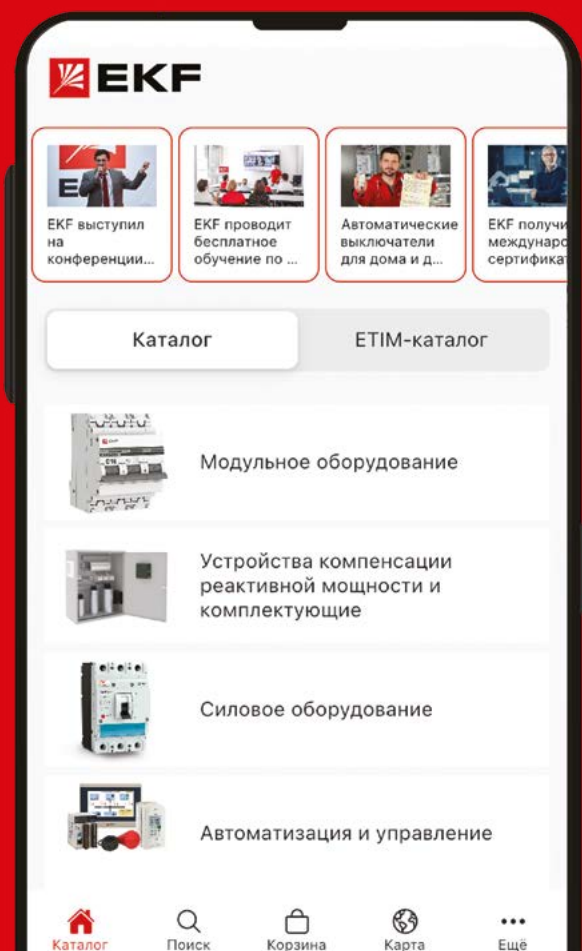 EKF
EKF выступил
на
конференции...
EKF проводит
бесплатное
обучение по ...
Автоматические
выключатели
для дома и д...
EKF получи
междунаро
сертификат
Каталог
ETIM-каталог
Модульное оборудование
Устройства компенсации
реактивной мощности и
комплектующие
Силовое оборудование
Автоматизация и управление
Каталог
Поиск
Корзина
Карта
Ещё